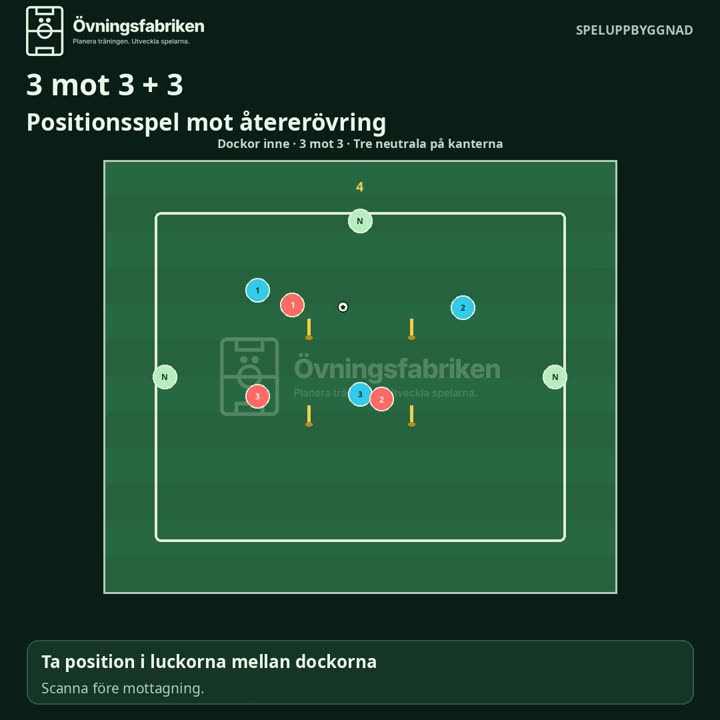 Övningsfabriken
Planera träningen. Utveckla spelarna.
SPELUPPBYGGNAD
3 mot 3 + 3
Positionsspel mot återerövring
Dockor inne · 3 mot 3 · Tre neutrala på kanterna
4
N
1
1
2
Övningsfabriken
N
N
3
3
2
Planera trä tveckla spelarna.
Ta position i luckorna mellan dockorna
Scanna före mottagning.